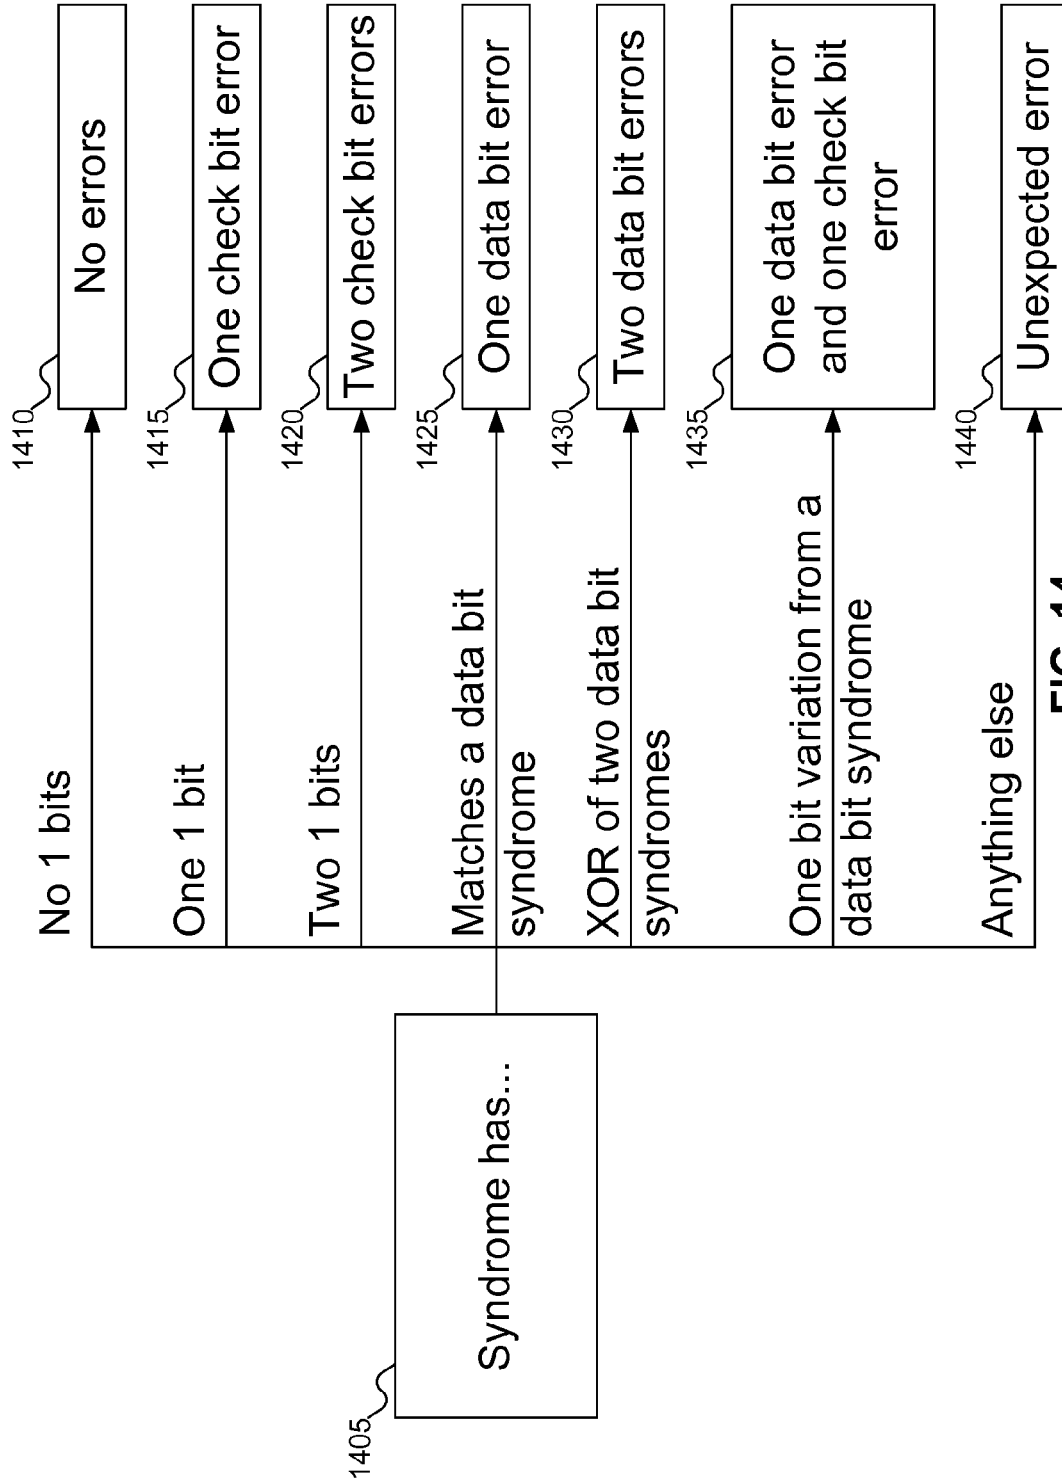 1405
Syndrome has...
No 1 bits
1410
No errors
One 1 bit
1415
One check bit error
Two 1 bits
1420
Two check bit errors
Matches a data bit
syndrome
1425
One data bit error
XOR of two data bit
syndromes
1430
Two data bit errors
One bit variation from a
data bit syndrome
1435
One data bit error
and one check bit
error
Anything else
1440
Unexpected error